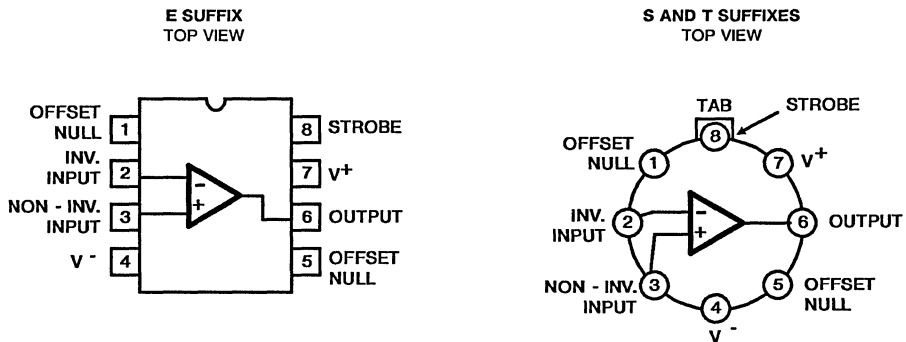 E SUFFIX
TOP VIEW
OFFSET
NULL
1
8
STROBE
INV.
INPUT
2
7
V+
-
+
NON - INV.
INPUT
3
6
OUTPUT
V -
4
5
OFFSET
NULL
S AND T SUFFIXES
TOP VIEW
TAB
STROBE
8
OFFSET
NULL
1
7
V+
INV.
INPUT
2
-
+
6
OUTPUT
NON - INV.
INPUT
3
5
OFFSET
NULL
4
V -